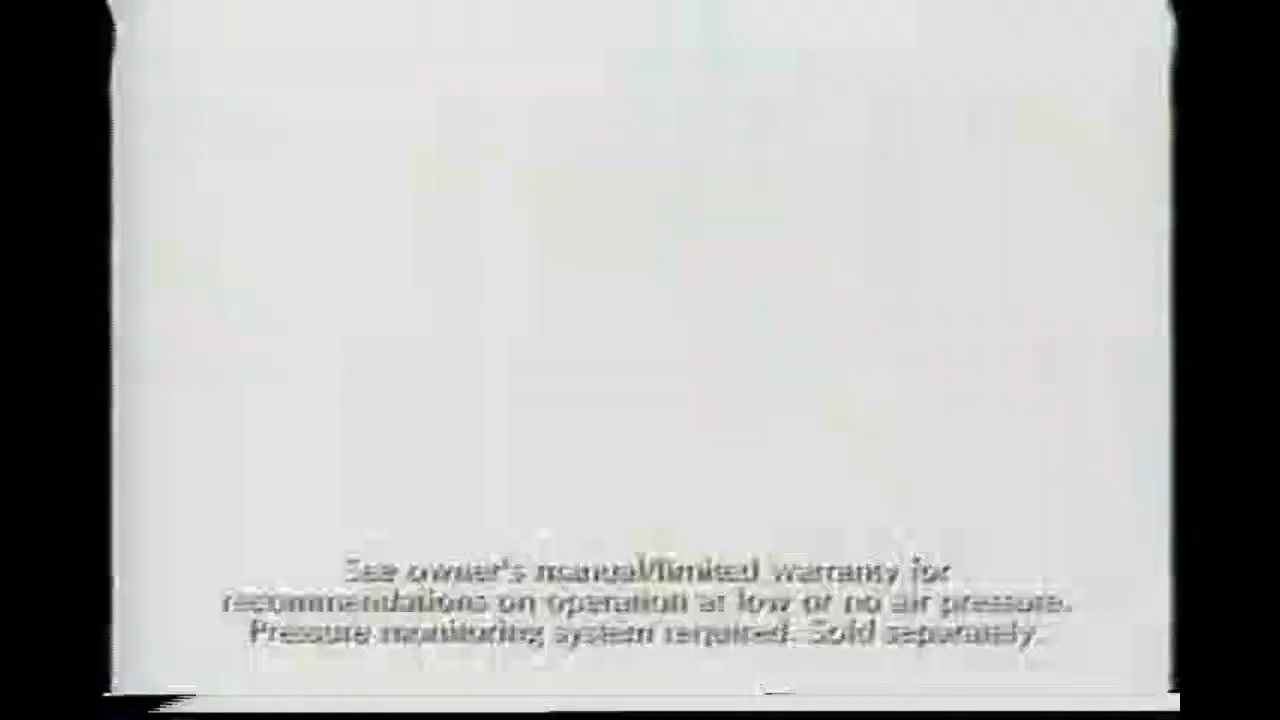 See owner's manual/limited warranty for
recommendations on operation at low or no air pressure.
Pressure monitoring system required. Sold separately.